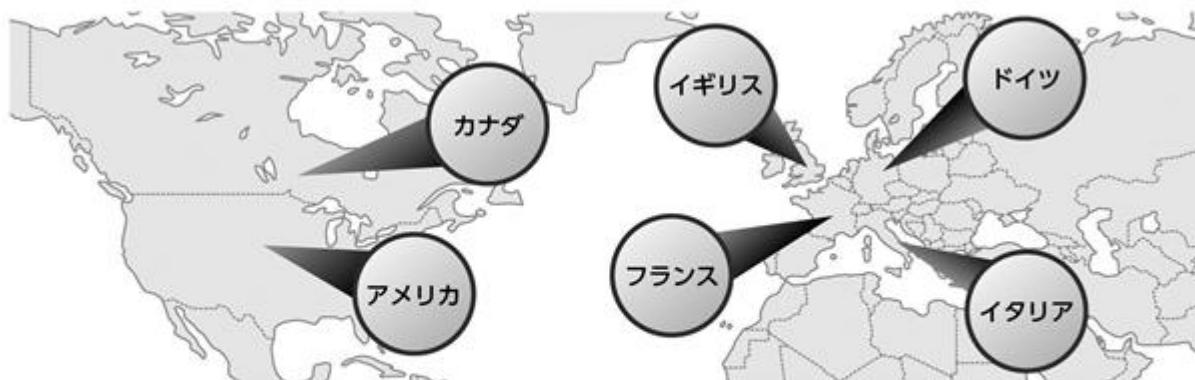 カナダ
アメリカ
イギリス
ドイツ
フランス
イタリア